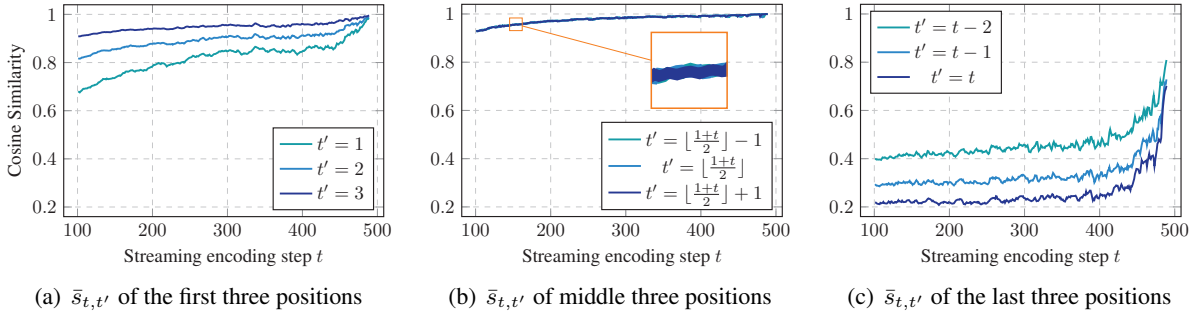 Cosine Similarity
1
0.8
0.6
0.4
0.2
t′ = 1
t′ = 2
t′ = 3
100 200 300 400 500
Streaming encoding step t
(a) s̄_{t,t′} of the first three positions
1
0.8
0.6
0.4
0.2
t′ = ⌊(1+t)/2⌋ − 1
t′ = ⌊(1+t)/2⌋
t′ = ⌊(1+t)/2⌋ + 1
100 200 300 400 500
Streaming encoding step t
(b) s̄_{t,t′} of middle three positions
1
0.8
0.6
0.4
0.2
t′ = t − 2
t′ = t − 1
t′ = t
100 200 300 400 500
Streaming encoding step t
(c) s̄_{t,t′} of the last three positions